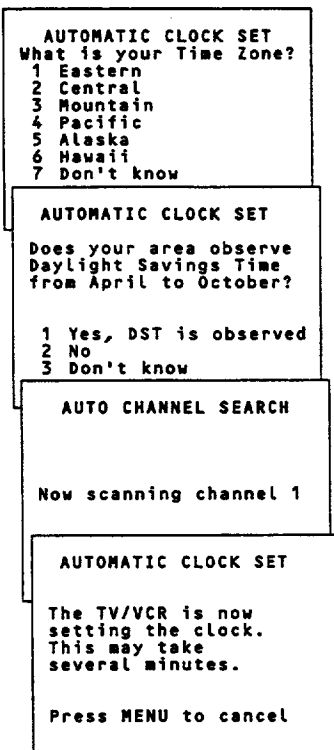 AUTOMATIC CLOCK SET
What is your Time Zone?
1 Eastern
2 Central
3 Mountain
4 Pacific
5 Alaska
6 Hawaii
7 Don't know
AUTOMATIC CLOCK SET
Does your area observe
Daylight Savings Time
from April to October?
1 Yes, DST is observed
2 No
3 Don't know
AUTO CHANNEL SEARCH
Now scanning channel 1
AUTOMATIC CLOCK SET
The TV/VCR is now
setting the clock.
This may take
several minutes.
Press MENU to cancel